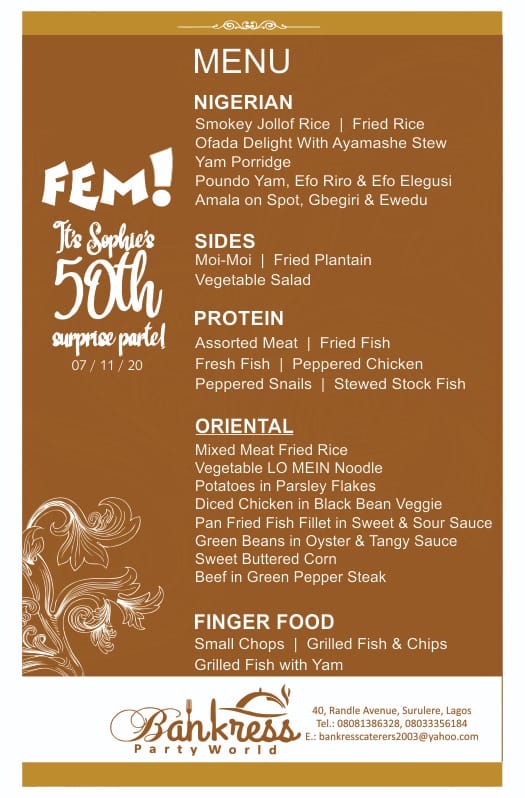 MENU
NIGERIAN
Smokey Jollof Rice | Fried Rice
Ofada Delight With Ayamashe Stew
Yam Porridge
Poundo Yam, Efo Riro & Efo Elegusi
Amala on Spot, Gbegiri & Ewedu
FEM!
It's Sophie's
50th
surprise parte!
07 / 11 / 20
SIDES
Moi-Moi | Fried Plantain
Vegetable Salad
PROTEIN
Assorted Meat | Fried Fish
Fresh Fish | Peppered Chicken
Peppered Snails | Stewed Stock Fish
ORIENTAL
Mixed Meat Fried Rice
Vegetable LO MEIN Noodle
Potatoes in Parsley Flakes
Diced Chicken in Black Bean Veggie
Pan Fried Fish Fillet in Sweet & Sour Sauce
Green Beans in Oyster & Tangy Sauce
Sweet Buttered Corn
Beef in Green Pepper Steak
FINGER FOOD
Small Chops | Grilled Fish & Chips
Grilled Fish with Yam
Bankress
Party World
40, Randle Avenue, Surulere, Lagos
Tel.: 08081386328, 08033356184
E.: bankresscaterers2003@yahoo.com